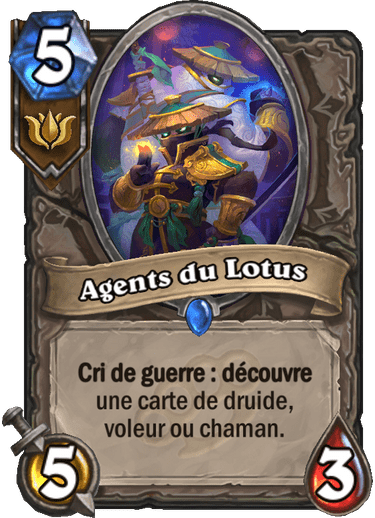 5
Agents du Lotus
Cri de guerre : découvre
une carte de druide,
voleur ou chaman.
5
3